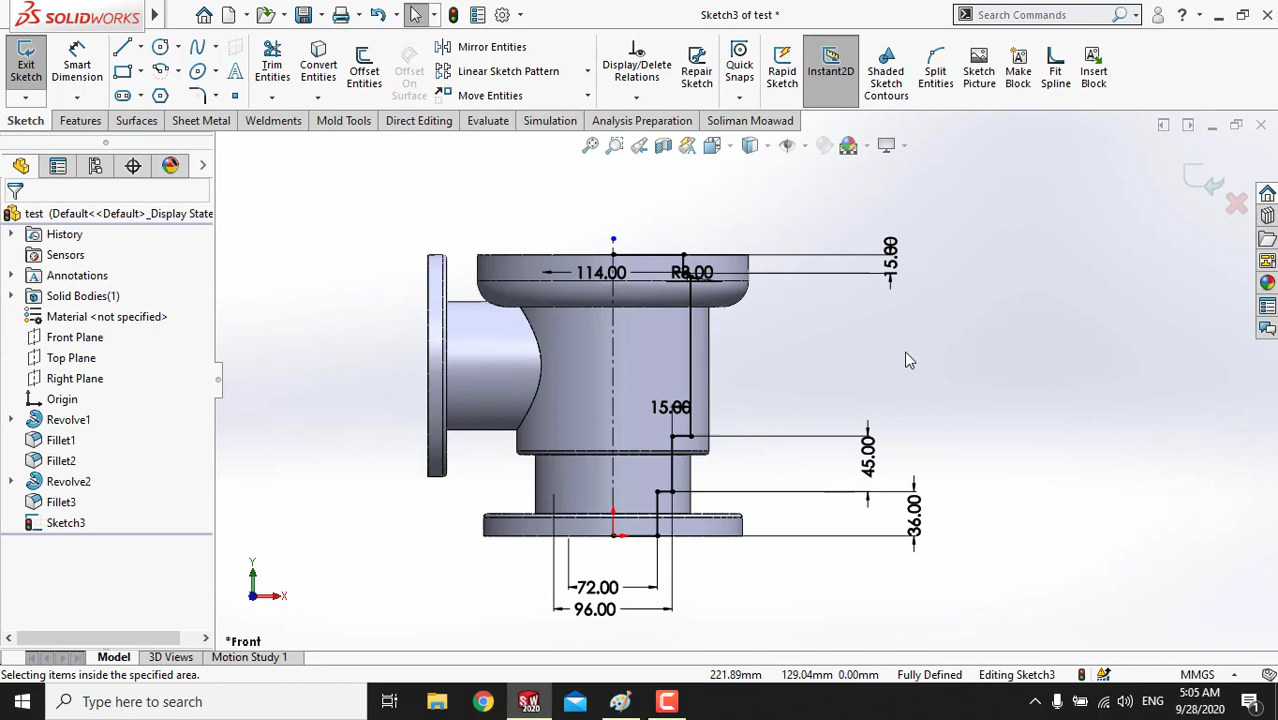 SOLIDWORKS
Sketch3 of test *
Search Commands
Exit Sketch
Smart Dimension
Trim Entities
Convert Entities
Offset Entities
Offset On Surface
Mirror Entities
Linear Sketch Pattern
Move Entities
Display/Delete Relations
Repair Sketch
Quick Snaps
Rapid Sketch
Instant2D
Shaded Sketch Contours
Split Entities
Sketch Picture
Make Block
Fit Spline
Insert Block
Sketch Features Surfaces Sheet Metal Weldments Mold Tools Direct Editing Evaluate Simulation Analysis Preparation Soliman Moawad
test (Default<<Default>_Display State
History
Sensors
Annotations
Solid Bodies(1)
Material <not specified>
Front Plane
Top Plane
Right Plane
Origin
Revolve1
Fillet1
Fillet2
Revolve2
Fillet3
Sketch3
15.00
114.00
R3.00
15.00
45.00
36.00
72.00
96.00
Y
X
*Front
Model 3D Views Motion Study 1
Selecting items inside the specified area. 221.89mm 129.04mm 0.00mm Fully Defined Editing Sketch3 MMGS
Type here to search
SW 2020
ENG
5:05 AM
9/28/2020
1